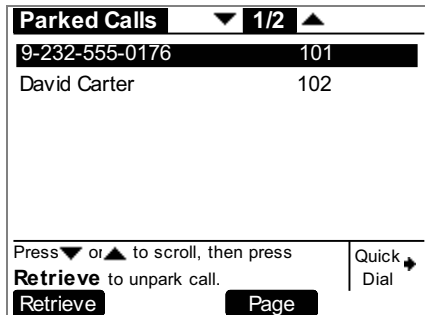 Parked Calls ▼ 1/2 ▲
9-232-555-0176 101
David Carter 102
Press ▼ or ▲ to scroll, then press
Retrieve to unpark call.
Quick
Dial
Retrieve Page